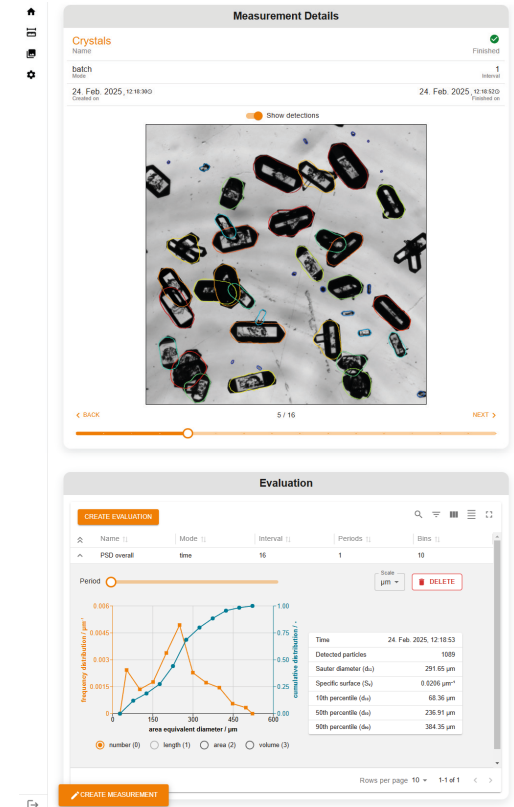 Measurement Details
Crystals
Name
Finished
batch
Mode
1
Interval
24. Feb. 2025, 12:18:30
Created on
24. Feb. 2025, 12:18:52
Finished on
Show detections
BACK
5 / 16
NEXT
Evaluation
CREATE EVALUATION
Name Mode Interval Periods Bins
PSD overall time 16 1 10
Period
Scale
µm
DELETE
0.006
0.0045
0.003
0.0015
0
frequency distribution / µm⁻¹
1.00
0.75
0.50
0.25
0.00
cumulative distribution / -
0 150 300 450 600
area equivalent diameter / µm
number (0) length (1) area (2) volume (3)
Time 24. Feb. 2025, 12:18:53
Detected particles 1089
Sauter diameter (d₃₂) 291.65 µm
Specific surface (Sᵥ) 0.0206 µm⁻¹
10th percentile (d₁₀) 68.36 µm
50th percentile (d₅₀) 236.91 µm
90th percentile (d₉₀) 384.35 µm
Rows per page 10 1-1 of 1
CREATE MEASUREMENT